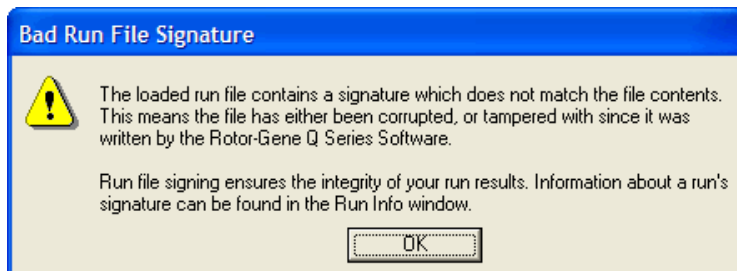 Bad Run File Signature
The loaded run file contains a signature which does not match the file contents.
This means the file has either been corrupted, or tampered with since it was
written by the Rotor-Gene Q Series Software.
Run file signing ensures the integrity of your run results. Information about a run's
signature can be found in the Run Info window.
OK